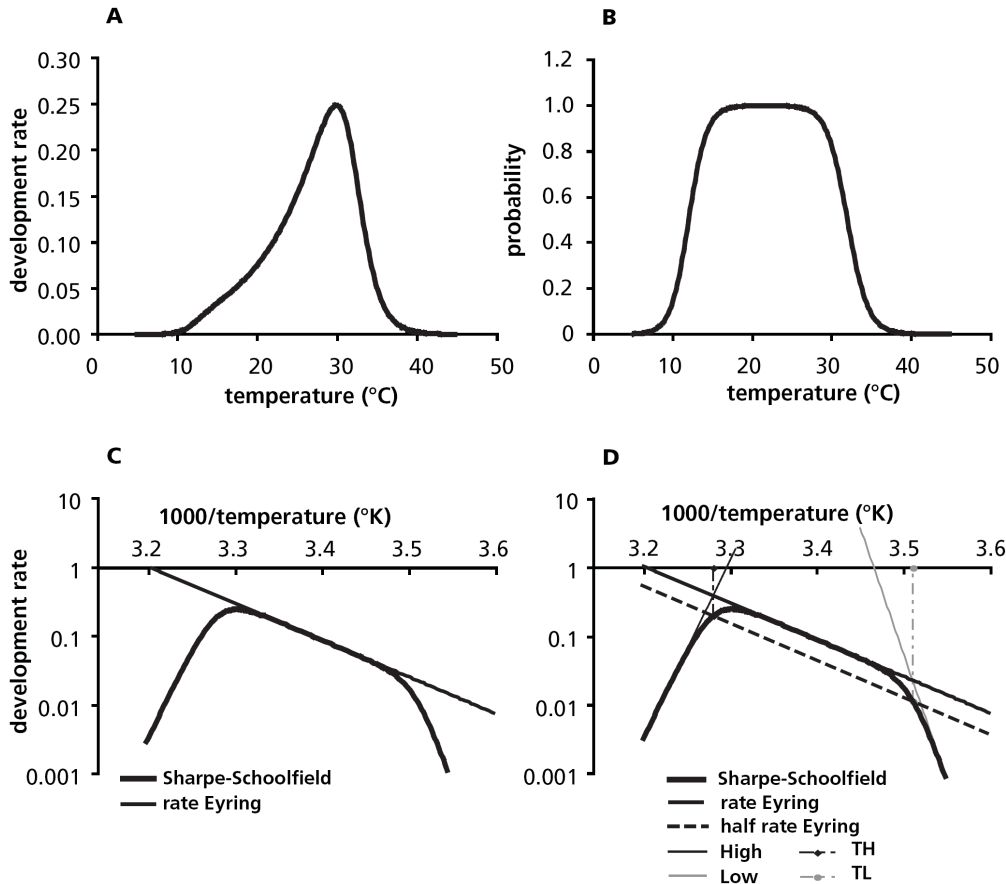 A
0.30
0.25
0.20
0.15
0.10
0.05
0.00
development rate
0 10 20 30 40 50
temperature (°C)
B
1.2
1.0
0.8
0.6
0.4
0.2
0
probability
0 10 20 30 40 50
temperature (°C)
C
10
1000/temperature (°K)
3.2 3.3 3.4 3.5 3.6
1
0.1
0.01
0.001
development rate
Sharpe-Schoolfield
rate Eyring
D
10
1000/temperature (°K)
3.2 3.3 3.4 3.5 3.6
1
0.1
0.01
0.001
Sharpe-Schoolfield
rate Eyring
half rate Eyring
High TH
Low TL